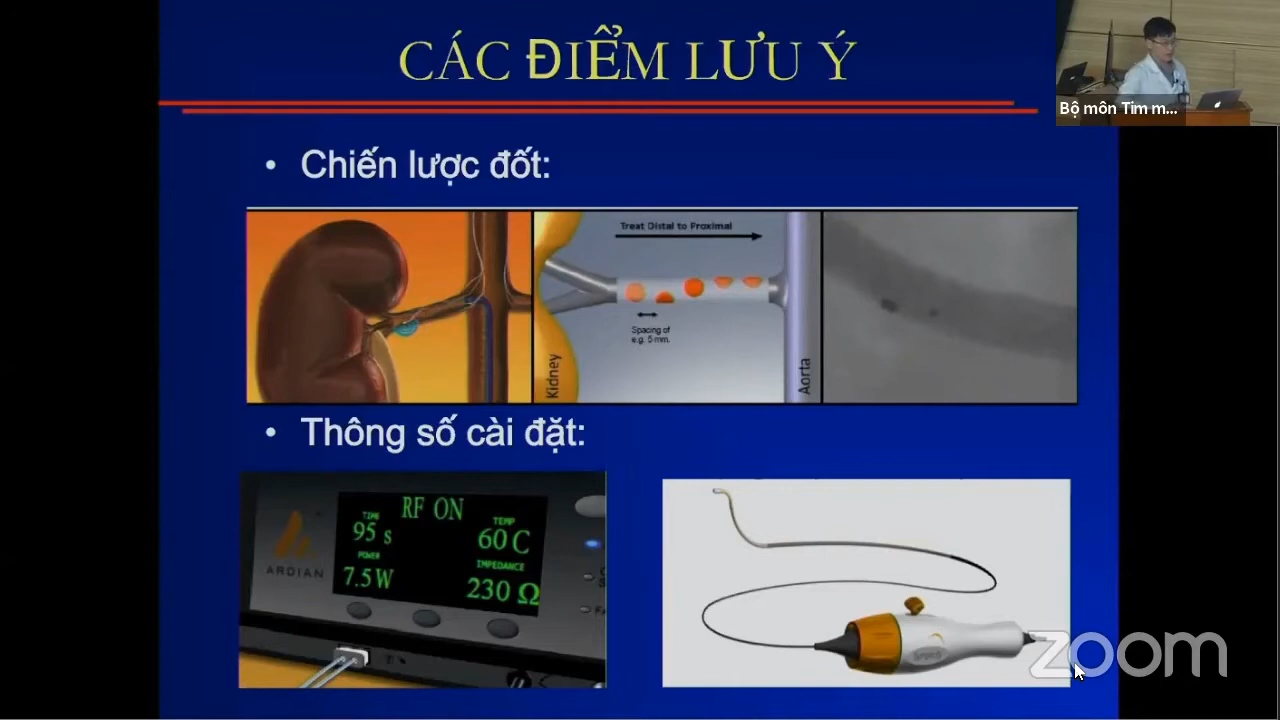 CÁC ĐIỂM LƯU Ý
Bộ môn Tim m...
• Chiến lược đốt:
Treat Distal to Proximal
Spacing of
e.g. 5 mm.
Kidney
Aorta
• Thông số cài đặt:
RF ON
TIME
95 s
TEMP
60 C
POWER
7.5W
IMPEDANCE
230 Ω
ARDIAN
zoom